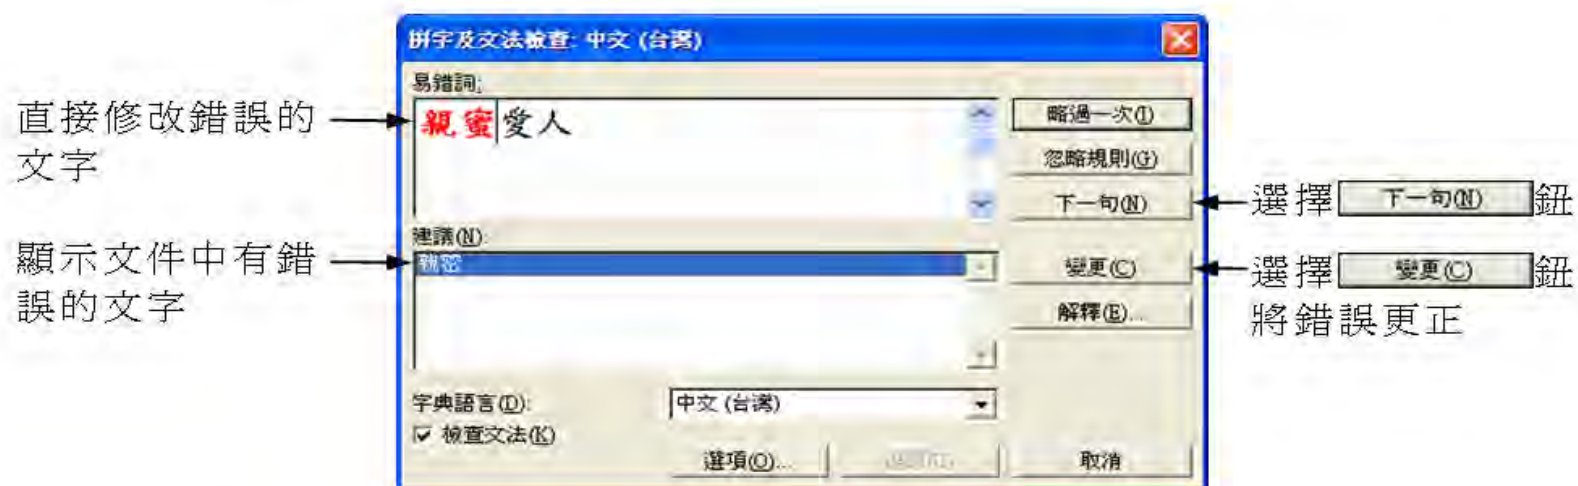 拼字及文法檢查: 中文 (台灣)
易錯詞:
親蜜愛人
直接修改錯誤的
文字
略過一次(I)
忽略規則(G)
下一句(N)
選擇 下一句(N) 鈕
建議(N):
親密
顯示文件中有錯
誤的文字
變更(C)
選擇 變更(C) 鈕
將錯誤更正
解釋(E)...
字典語言(D):
中文 (台灣)
檢查文法(K)
選項(O)...
取消